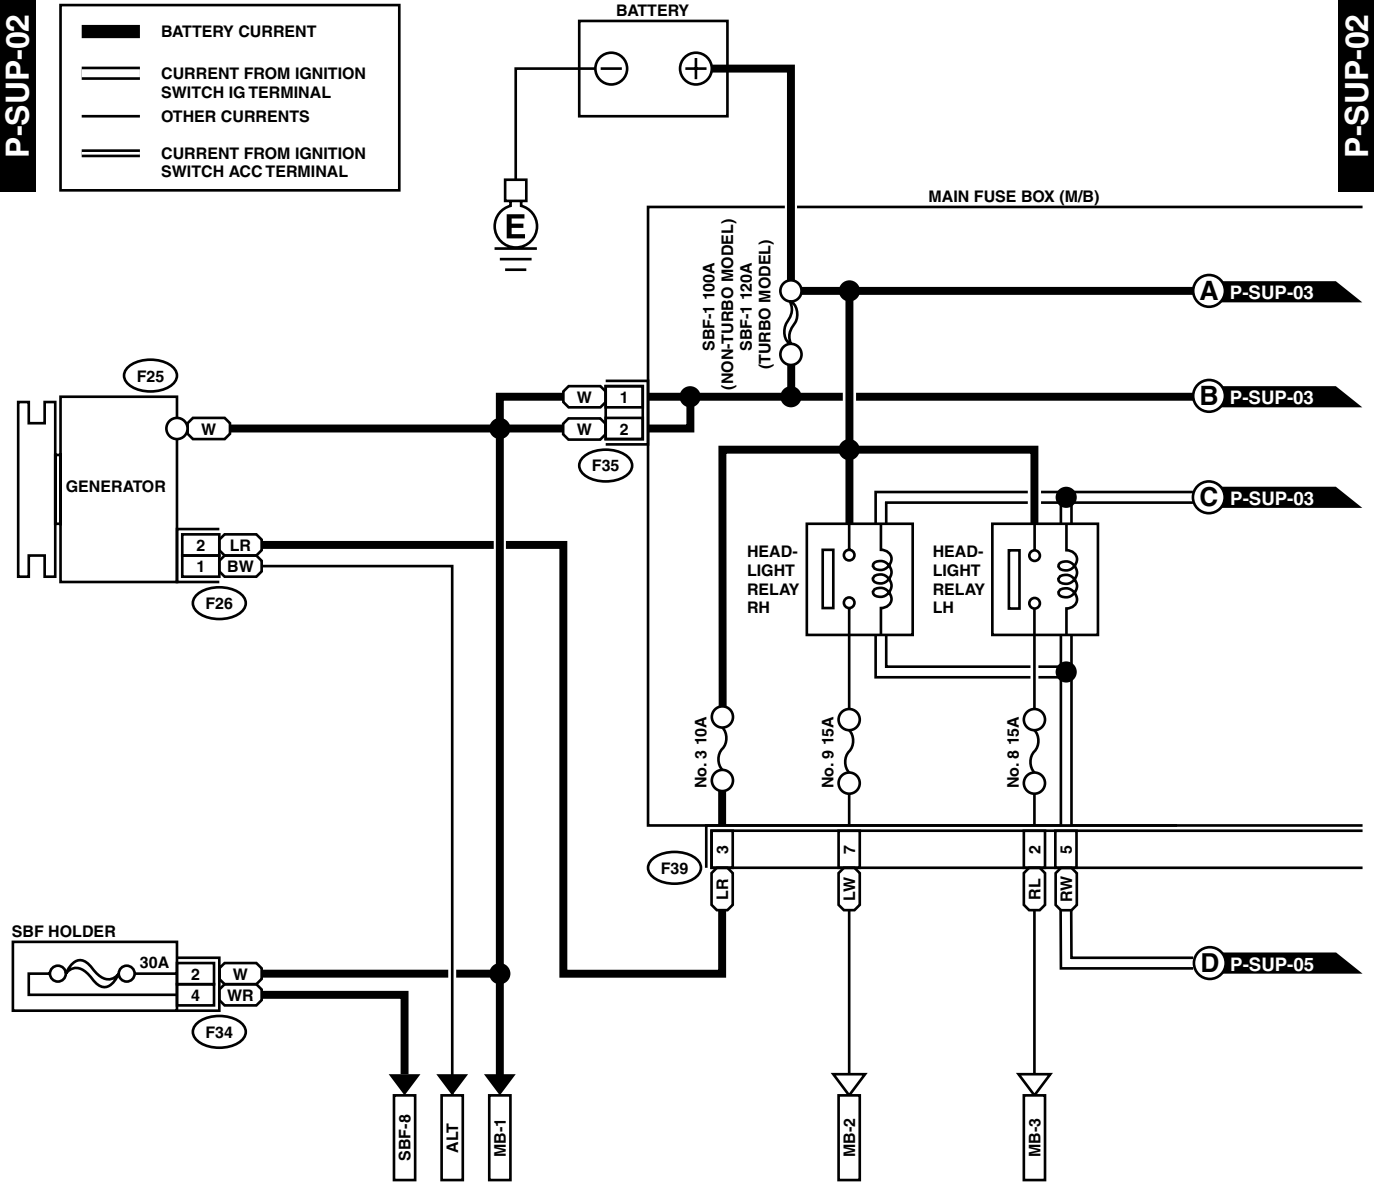 P-SUP-02
BATTERY CURRENT
CURRENT FROM IGNITION
SWITCH IG TERMINAL
OTHER CURRENTS
CURRENT FROM IGNITION
SWITCH ACC TERMINAL
BATTERY
P-SUP-02
E
MAIN FUSE BOX (M/B)
SBF-1 100A
(NON-TURBO MODEL)
SBF-1 120A
(TURBO MODEL)
A P-SUP-03
B P-SUP-03
C P-SUP-03
F25
W
GENERATOR
W 1
W 2
F35
2 LR
1 BW
F26
HEAD-
LIGHT
RELAY
RH
HEAD-
LIGHT
RELAY
LH
No. 3 10A
No. 9 15A
No. 8 15A
F39
3
7
2
5
LR
LW
RL
RW
D P-SUP-05
SBF HOLDER
30A
2 W
4 WR
F34
SBF-8
ALT
MB-1
MB-2
MB-3